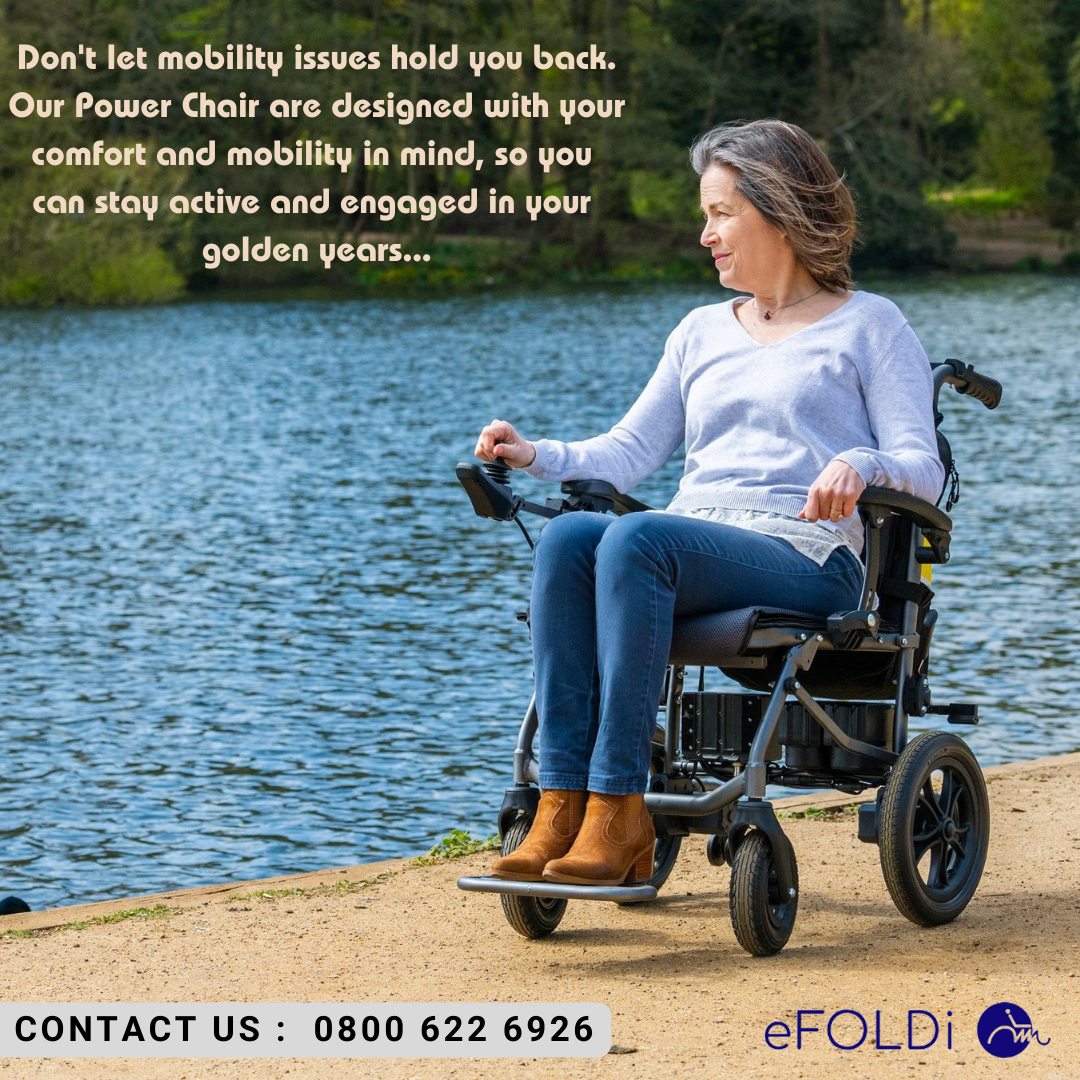 Don't let mobility issues hold you back.
Our Power Chair are designed with your
comfort and mobility in mind, so you
can stay active and engaged in your
golden years...
CONTACT US : 0800 622 6926
eFOLDi